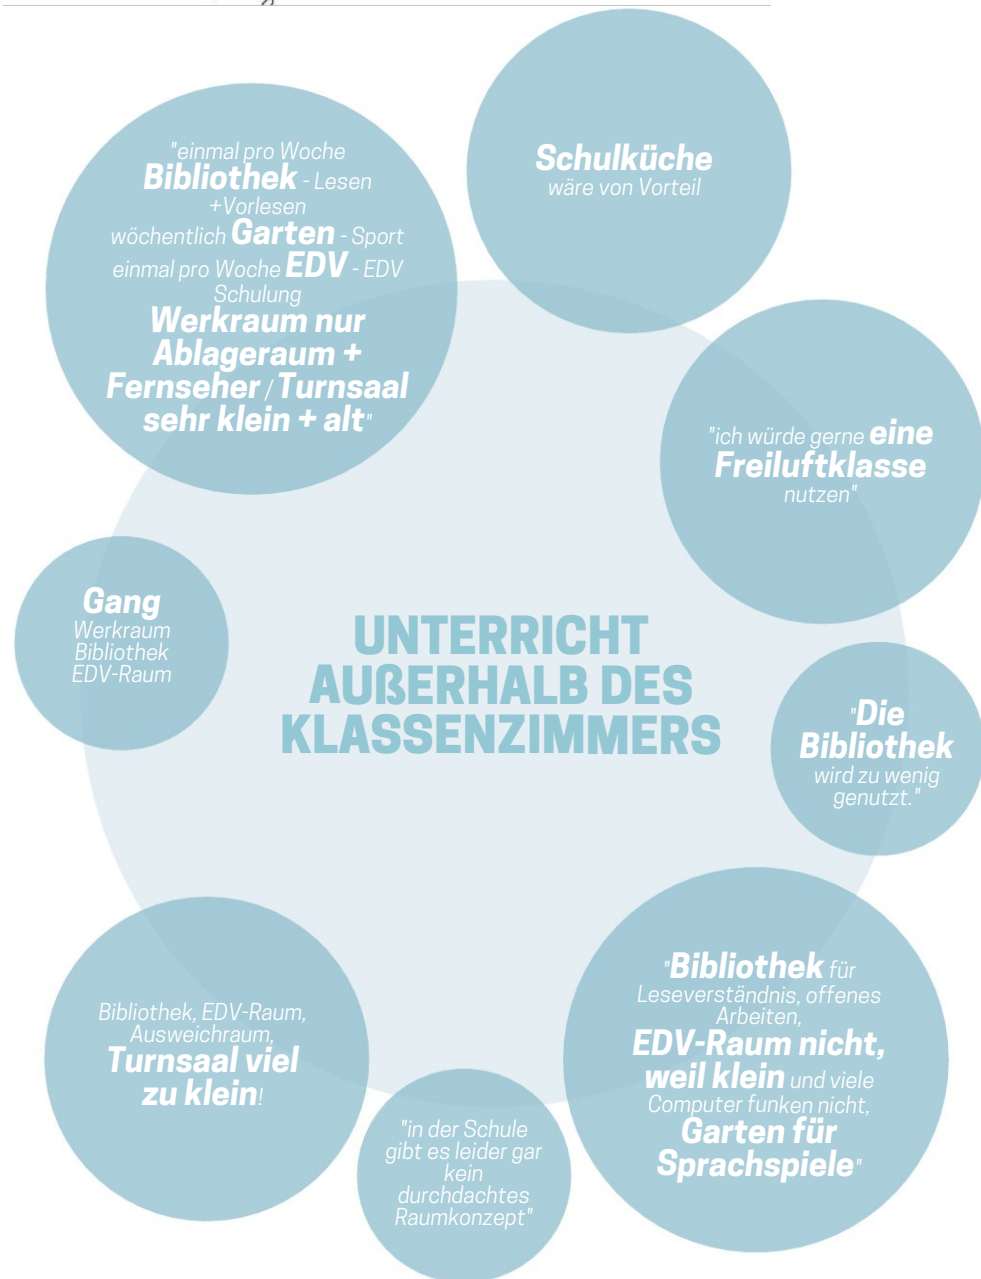 "einmal pro Woche
Bibliothek - Lesen
+Vorlesen
wöchentlich Garten - Sport
einmal pro Woche EDV - EDV
Schulung
Werkraum nur
Ablageraum +
Fernseher / Turnsaal
sehr klein + alt"
Schulküche
wäre von Vorteil
"ich würde gerne eine
Freiluftklasse
nutzen"
Gang
Werkraum
Bibliothek
EDV-Raum
UNTERRICHT
AUßERHALB DES
KLASSENZIMMERS
"Die
Bibliothek
wird zu wenig
genutzt."
Bibliothek, EDV-Raum,
Ausweichraum,
Turnsaal viel
zu klein!
"Bibliothek für
Leseverständnis, offenes
Arbeiten,
EDV-Raum nicht,
weil klein und viele
Computer funken nicht,
Garten für
Sprachspiele"
"in der Schule
gibt es leider gar
kein
durchdachtes
Raumkonzept"